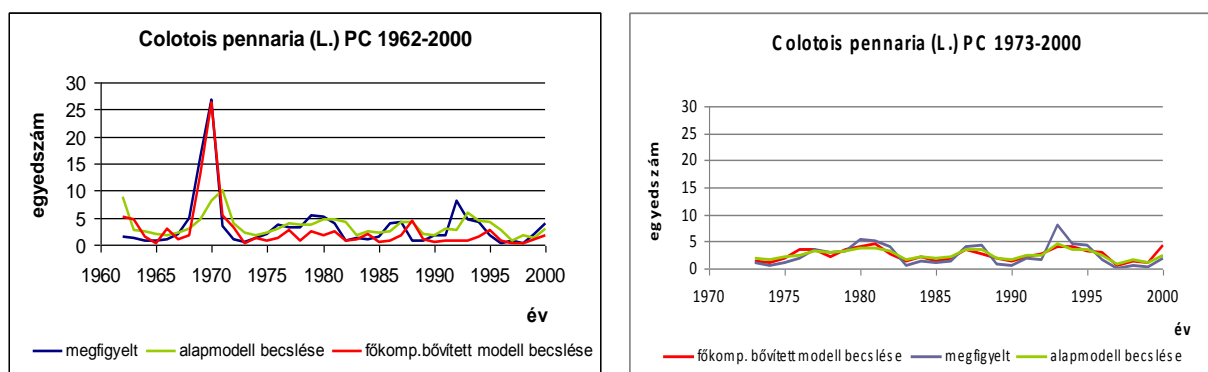 Colotois pennaria (L.) PC 1962-2000
egyedszám
30
25
20
15
10
5
0
1960 1965 1970 1975 1980 1985 1990 1995 2000
év
megfigyelt alapmodell becslése főkomp.bővített modell becslése
Colotois pennaria (L.) PC 1973-2000
egyedszám
30
25
20
15
10
5
0
1970 1975 1980 1985 1990 1995 2000
év
főkomp. bővített modell becslése megfigyelt alapmodell becslése